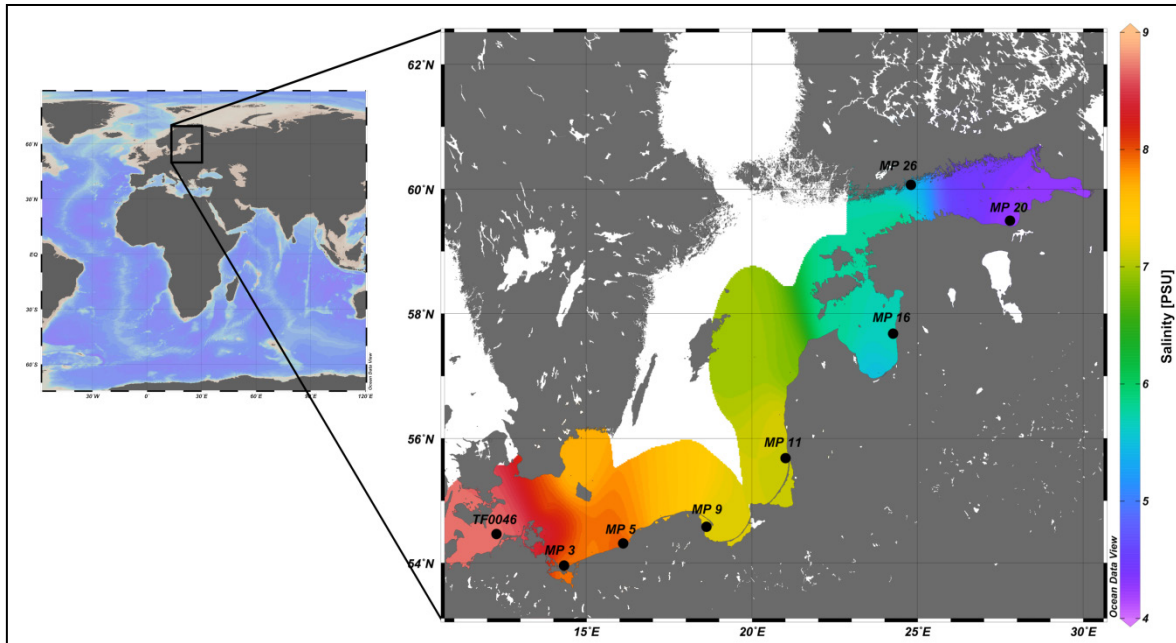 60°N
30°N
EQ
30°S
60°S
30°W
0°
30°E
60°E
90°E
120°E
Ocean Data View
62°N
60°N
58°N
56°N
54°N
15°E
20°E
25°E
30°E
MP 26
MP 20
MP 16
MP 11
MP 9
MP 5
MP 3
TF0046
Ocean Data View
9
8
7
6
5
4
Salinity [PSU]